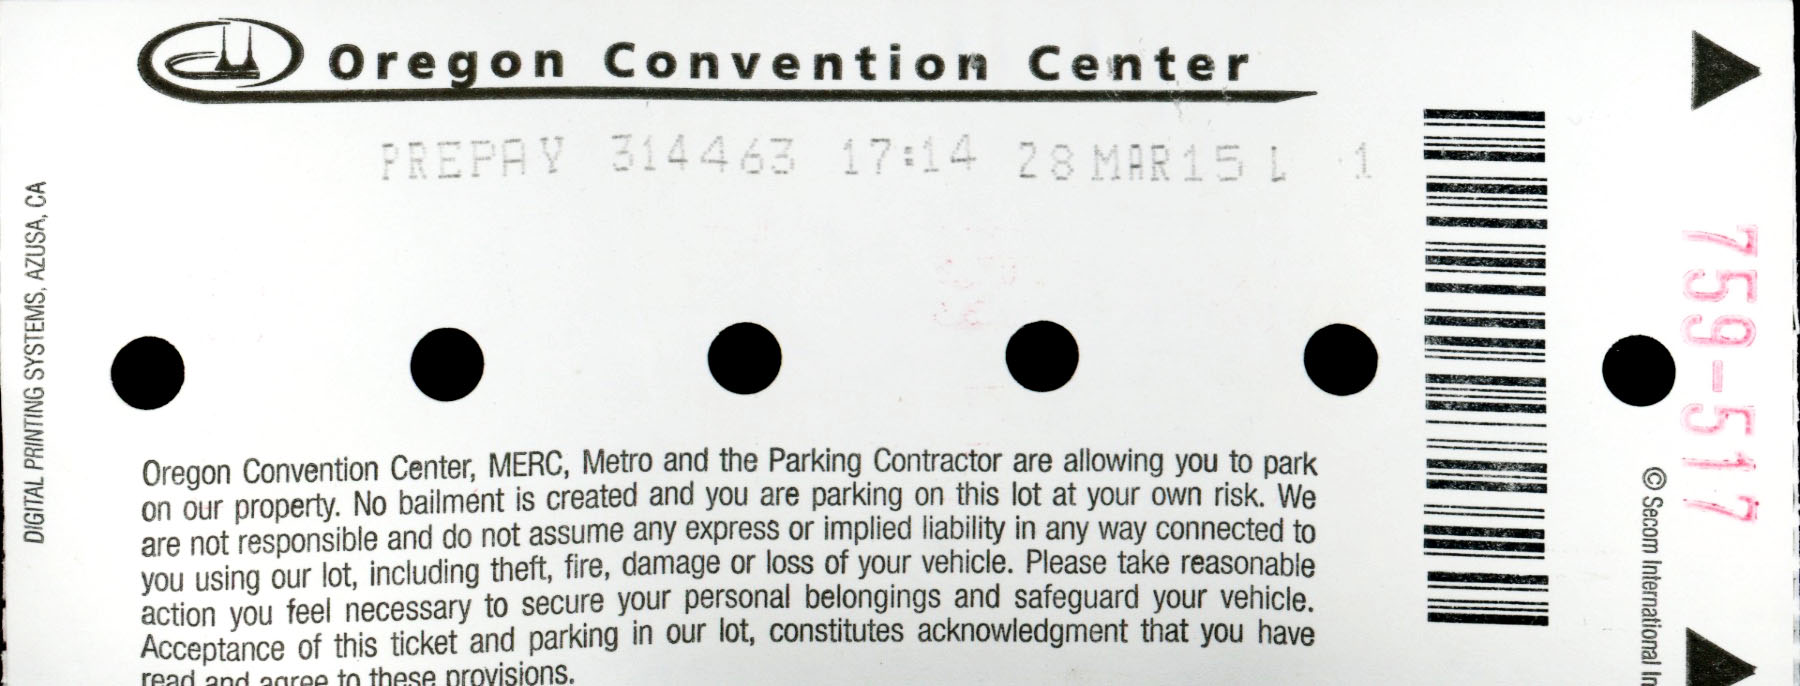 Oregon Convention Center
PREPAY 314463 17:14 28MAR15 L 1
DIGITAL PRINTING SYSTEMS, AZUSA, CA
759-517
© Secom International In
Oregon Convention Center, MERC, Metro and the Parking Contractor are allowing you to park
on our property. No bailment is created and you are parking on this lot at your own risk. We
are not responsible and do not assume any express or implied liability in any way connected to
you using our lot, including theft, fire, damage or loss of your vehicle. Please take reasonable
action you feel necessary to secure your personal belongings and safeguard your vehicle.
Acceptance of this ticket and parking in our lot, constitutes acknowledgment that you have
read and agree to these provisions.